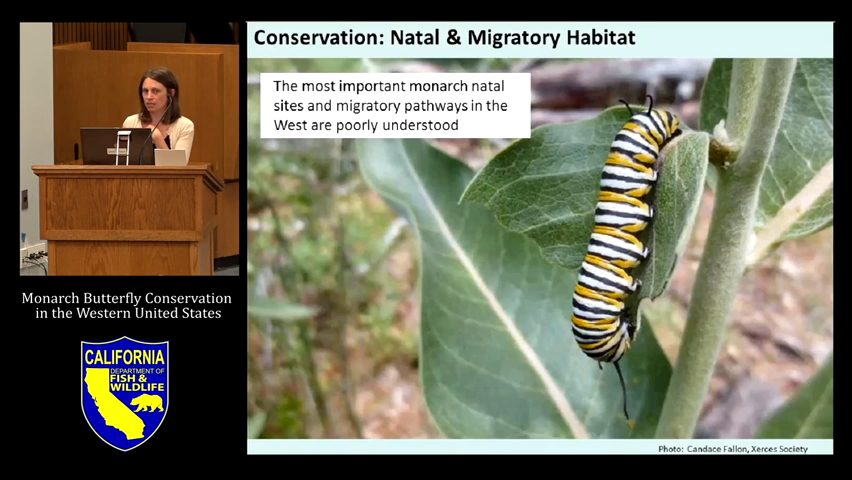 Conservation: Natal & Migratory Habitat
The most important monarch natal
sites and migratory pathways in the
West are poorly understood
Monarch Butterfly Conservation
in the Western United States
CALIFORNIA
DEPARTMENT OF
FISH &
WILDLIFE
Photo: Candace Fallon, Xerces Society